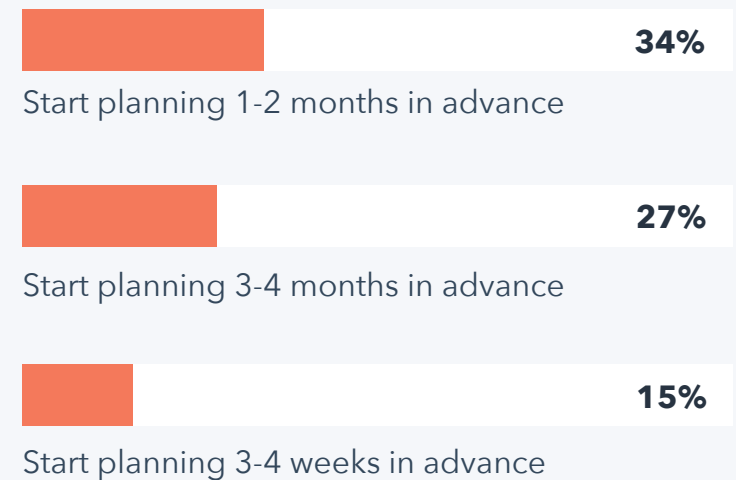 34%
Start planning 1-2 months in advance
27%
Start planning 3-4 months in advance
15%
Start planning 3-4 weeks in advance